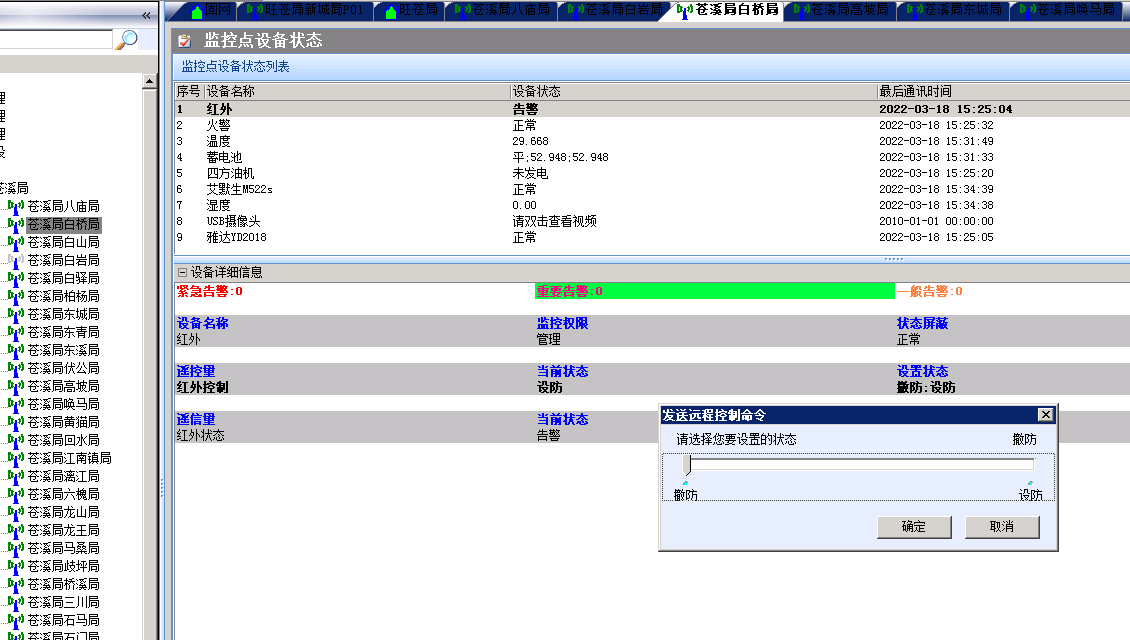 «
固网 旺苍局新城局P01 旺苍局 苍溪局八庙局 苍溪局白岩局 苍溪局白桥局 苍溪局高坡局 苍溪局东城局 苍溪局唤马局
监控点设备状态
监控点设备状态列表
序号 设备名称 设备状态 最后通讯时间
1 红外 告警 2022-03-18 15:25:04
2 火警 正常 2022-03-18 15:25:32
3 温度 29.668 2022-03-18 15:31:49
4 蓄电池 平;52.948;52.948 2022-03-18 15:31:33
5 四方油机 未发电 2022-03-18 15:25:20
6 艾默生M522s 正常 2022-03-18 15:34:39
7 湿度 0.00 2022-03-18 15:34:38
8 USB摄像头 请双击查看视频 2010-01-01 00:00:00
9 雅达YD2018 正常 2022-03-18 15:25:05
设备详细信息
紧急告警:0 重要告警:0 一般告警:0
设备名称 监控权限 状态屏蔽
红外 管理 正常
遥控量 当前状态 设置状态
红外控制 设防 撤防:设防
遥信量 当前状态
红外状态 告警
发送远程控制命令
请选择您要设置的状态 撤防
撤防 设防
确定 取消
理
理
理
设
苍溪局
苍溪局八庙局
苍溪局白桥局
苍溪局白山局
苍溪局白岩局
苍溪局白驿局
苍溪局柏杨局
苍溪局东城局
苍溪局东青局
苍溪局东溪局
苍溪局伏公局
苍溪局高坡局
苍溪局唤马局
苍溪局黄猫局
苍溪局回水局
苍溪局江南镇局
苍溪局漓江局
苍溪局六槐局
苍溪局龙山局
苍溪局龙王局
苍溪局马桑局
苍溪局歧坪局
苍溪局桥溪局
苍溪局三川局
苍溪局石马局
苍溪局石门局